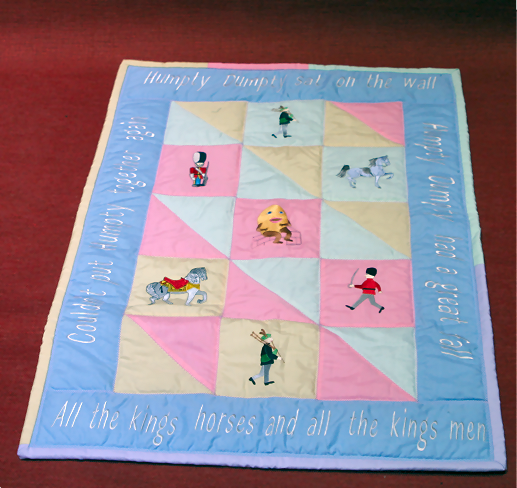 Humpty Dumpty sat on the wall
Humpty Dumpty had a great fall
All the kings horses and all the kings men
Couldnt put Humpty together again